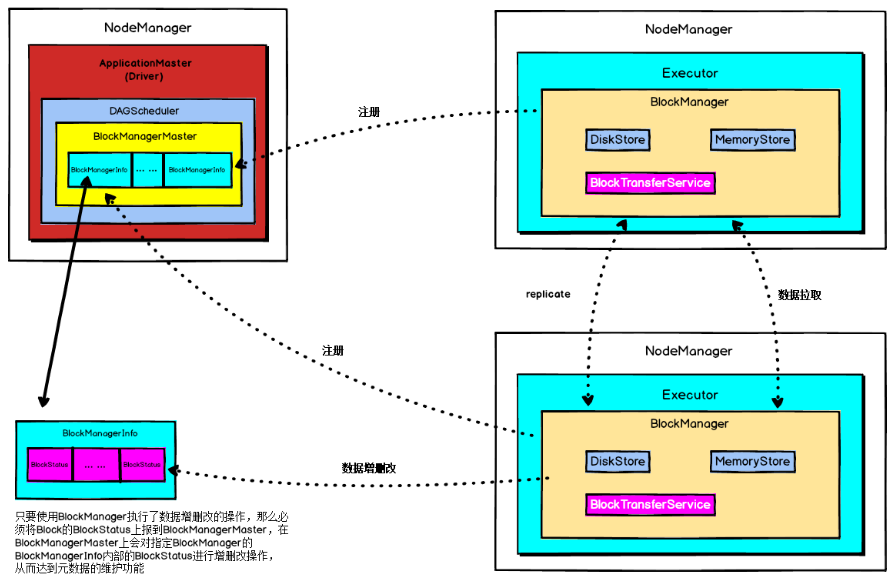 NodeManager
ApplicationMaster
(Driver)
DAGScheduler
BlockManagerMaster
BlockManagerInfo
... ...
BlockManagerInfo
注册
NodeManager
Executor
BlockManager
DiskStore
MemoryStore
BlockTransferService
replicate
数据拉取
注册
NodeManager
Executor
BlockManager
DiskStore
MemoryStore
BlockTransferService
数据增删改
BlockManagerInfo
BlockStatus
... ...
BlockStatus
只要使用BlockManager执行了数据增删改的操作，那么必
须将Block的BlockStatus上报到BlockManagerMaster，在
BlockManagerMaster上会对指定BlockManager的
BlockManagerInfo内部的BlockStatus进行增删改操作，
从而达到元数据的维护功能